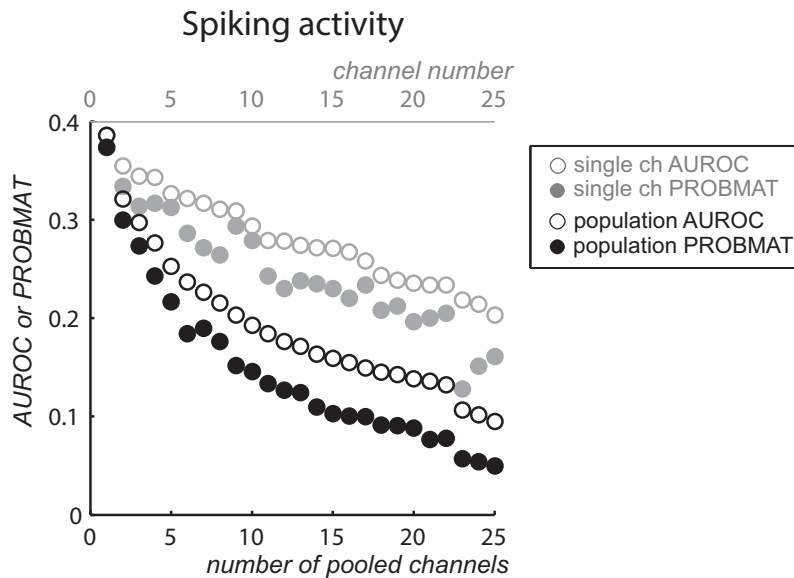 Spiking activity
channel number
0 5 10 15 20 25
0.4
0.3
0.2
0.1
0
AUROC or PROBMAT
0 5 10 15 20 25
number of pooled channels
single ch AUROC
single ch PROBMAT
population AUROC
population PROBMAT